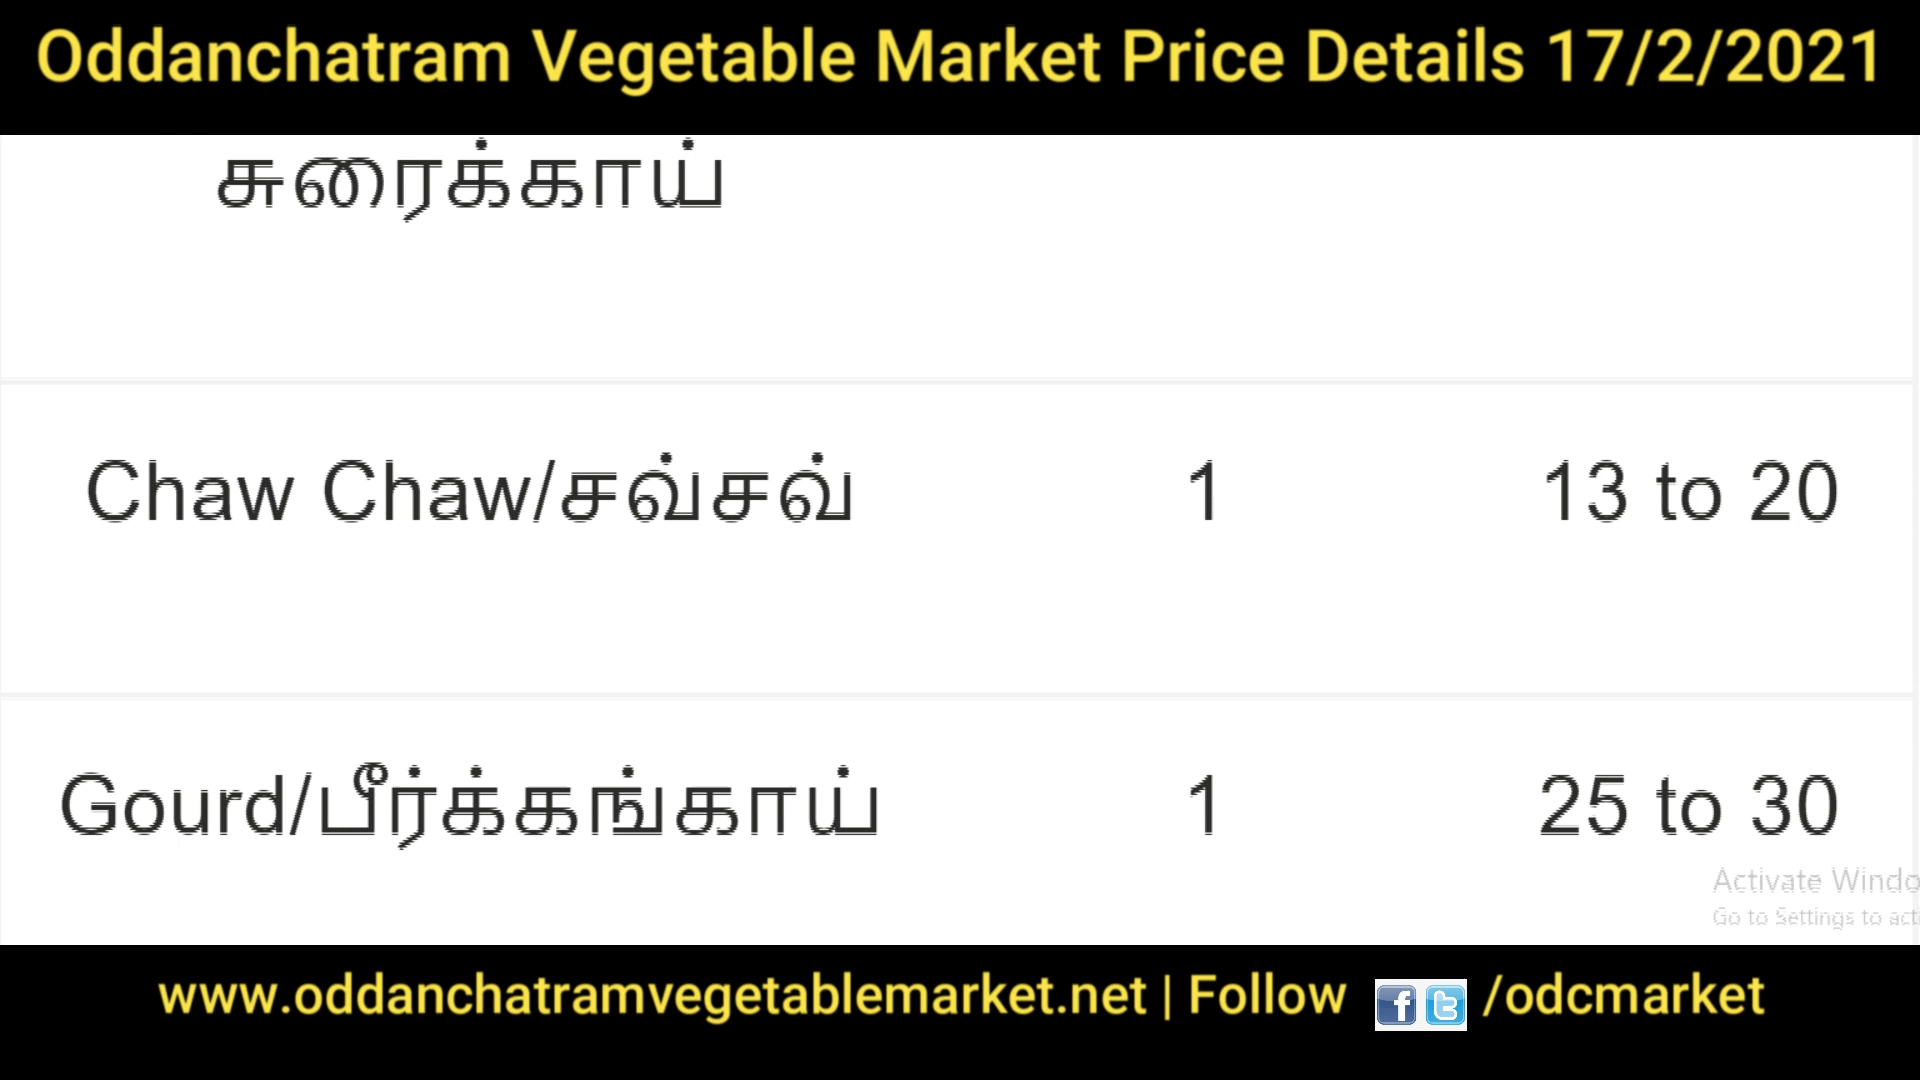 Oddanchatram Vegetable Market Price Details 17/2/2021
சுரைக்காய்
Chaw Chaw/சவ்சவ் 1 13 to 20
Gourd/பீர்க்கங்காய் 1 25 to 30
Activate Windo
Go to Settings to acti
www.oddanchatramvegetablemarket.net | Follow f t /odcmarket